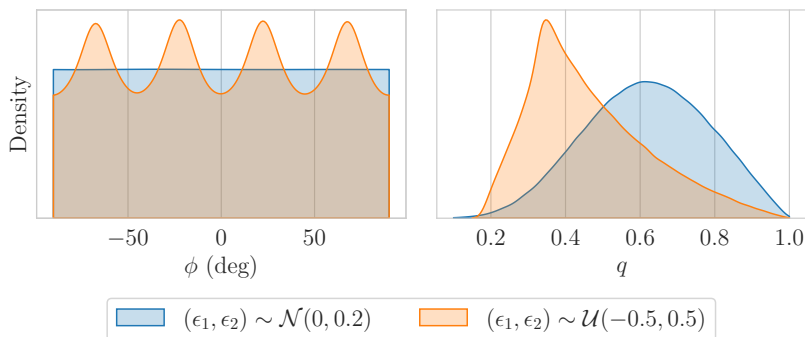 Density
−50 0 50
ϕ (deg)
0.2 0.4 0.6 0.8 1.0
q
(ϵ₁, ϵ₂) ∼ 𝒩(0, 0.2)
(ϵ₁, ϵ₂) ∼ 𝒰(−0.5, 0.5)